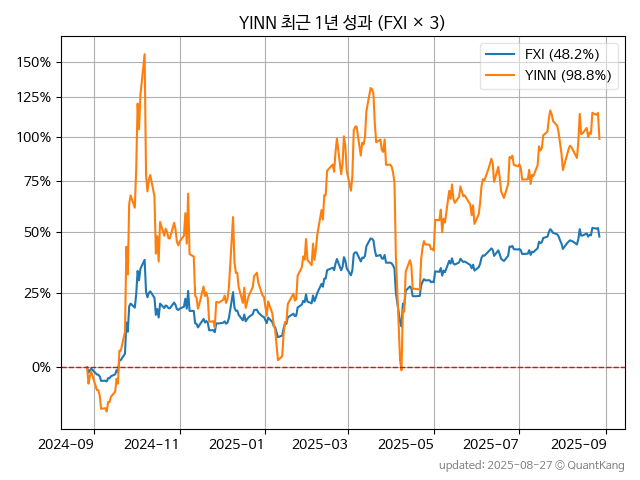 YINN 최근 1년 성과 (FXI × 3)
FXI (48.2%)
YINN (98.8%)
150%
125%
100%
75%
50%
25%
0%
2024-09 2024-11 2025-01 2025-03 2025-05 2025-07 2025-09
updated: 2025-08-27 © QuantKang